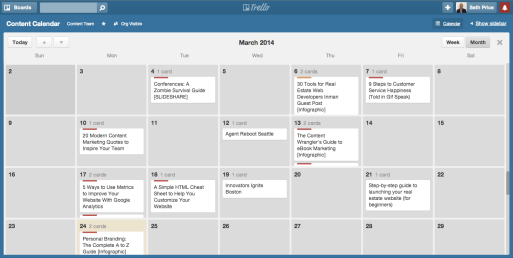 Boards
Trello
Seth Price
Content Calendar
Content Team
Org Visible
Calendar
Show sidebar
Today
March 2014
Week
Month
Sun
Mon
Tue
Wed
Thu
Fri
Sat
2
3
4 1 card
Conferences: A
Zombie Survival Guide
[SLIDESHARE]
5
6 2 cards
30 Tools for Real
Estate Web
Developers Inman
Guest Post
[Infographic]
7 1 card
9 Steps to Customer
Service Happiness
(Told in Gif Speak)
8
9
10 1 card
20 Modern Content
Marketing Quotes to
Inspire Your Team
11
12 1 card
Agent Reboot Seattle
13 2 cards
The Content
Wrangler's Guide to
eBook Marketing
[Infographic]
14
15
16
17 2 cards
5 Ways to Use Metrics
to Improve Your
Website With Google
Analytics
18 1 card
A Simple HTML Cheat
Sheet to Help You
Customize Your
Website
19 1 card
Innovators Ignite
Boston
20
21 1 card
Step-by-step guide to
launching your real
estate website (for
beginners)
22
23
24 2 cards
Personal Branding:
The Complete A to Z
Guide [Infographic]
25
26
27
28
29